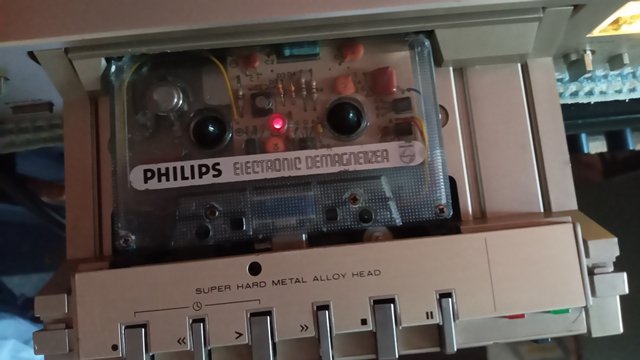 PHILIPS ELECTRONIC DEMAGNETIZER
SUPER HARD METAL ALLOY HEAD